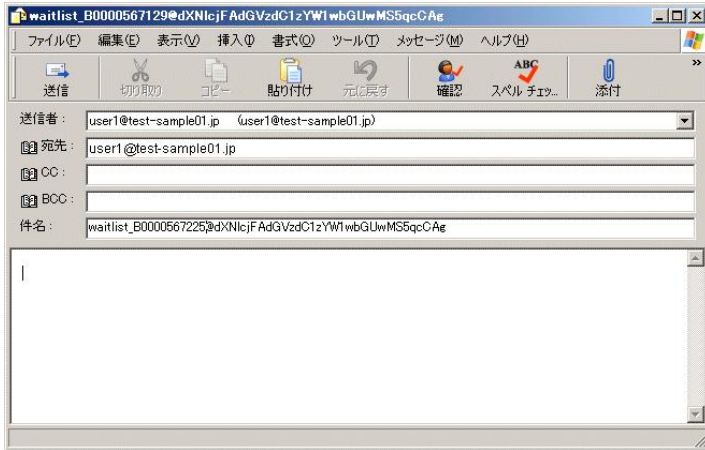 waitlist_B0000567129@dXNlcjFAdGVzdC1zYW1wbGUwMS5qcCAg
ファイル(F) 編集(E) 表示(V) 挿入(I) 書式(O) ツール(T) メッセージ(M) ヘルプ(H)
送信 切り取り コピー 貼り付け 元に戻す 確認 ABC スペル チェッ... 添付 »
送信者: user1@test-sample01.jp (user1@test-sample01.jp)
宛先: user1@test-sample01.jp
CC:
BCC:
件名: waitlist_B0000567225@dXNlcjFAdGVzdC1zYW1wbGUwMS5qcCAg